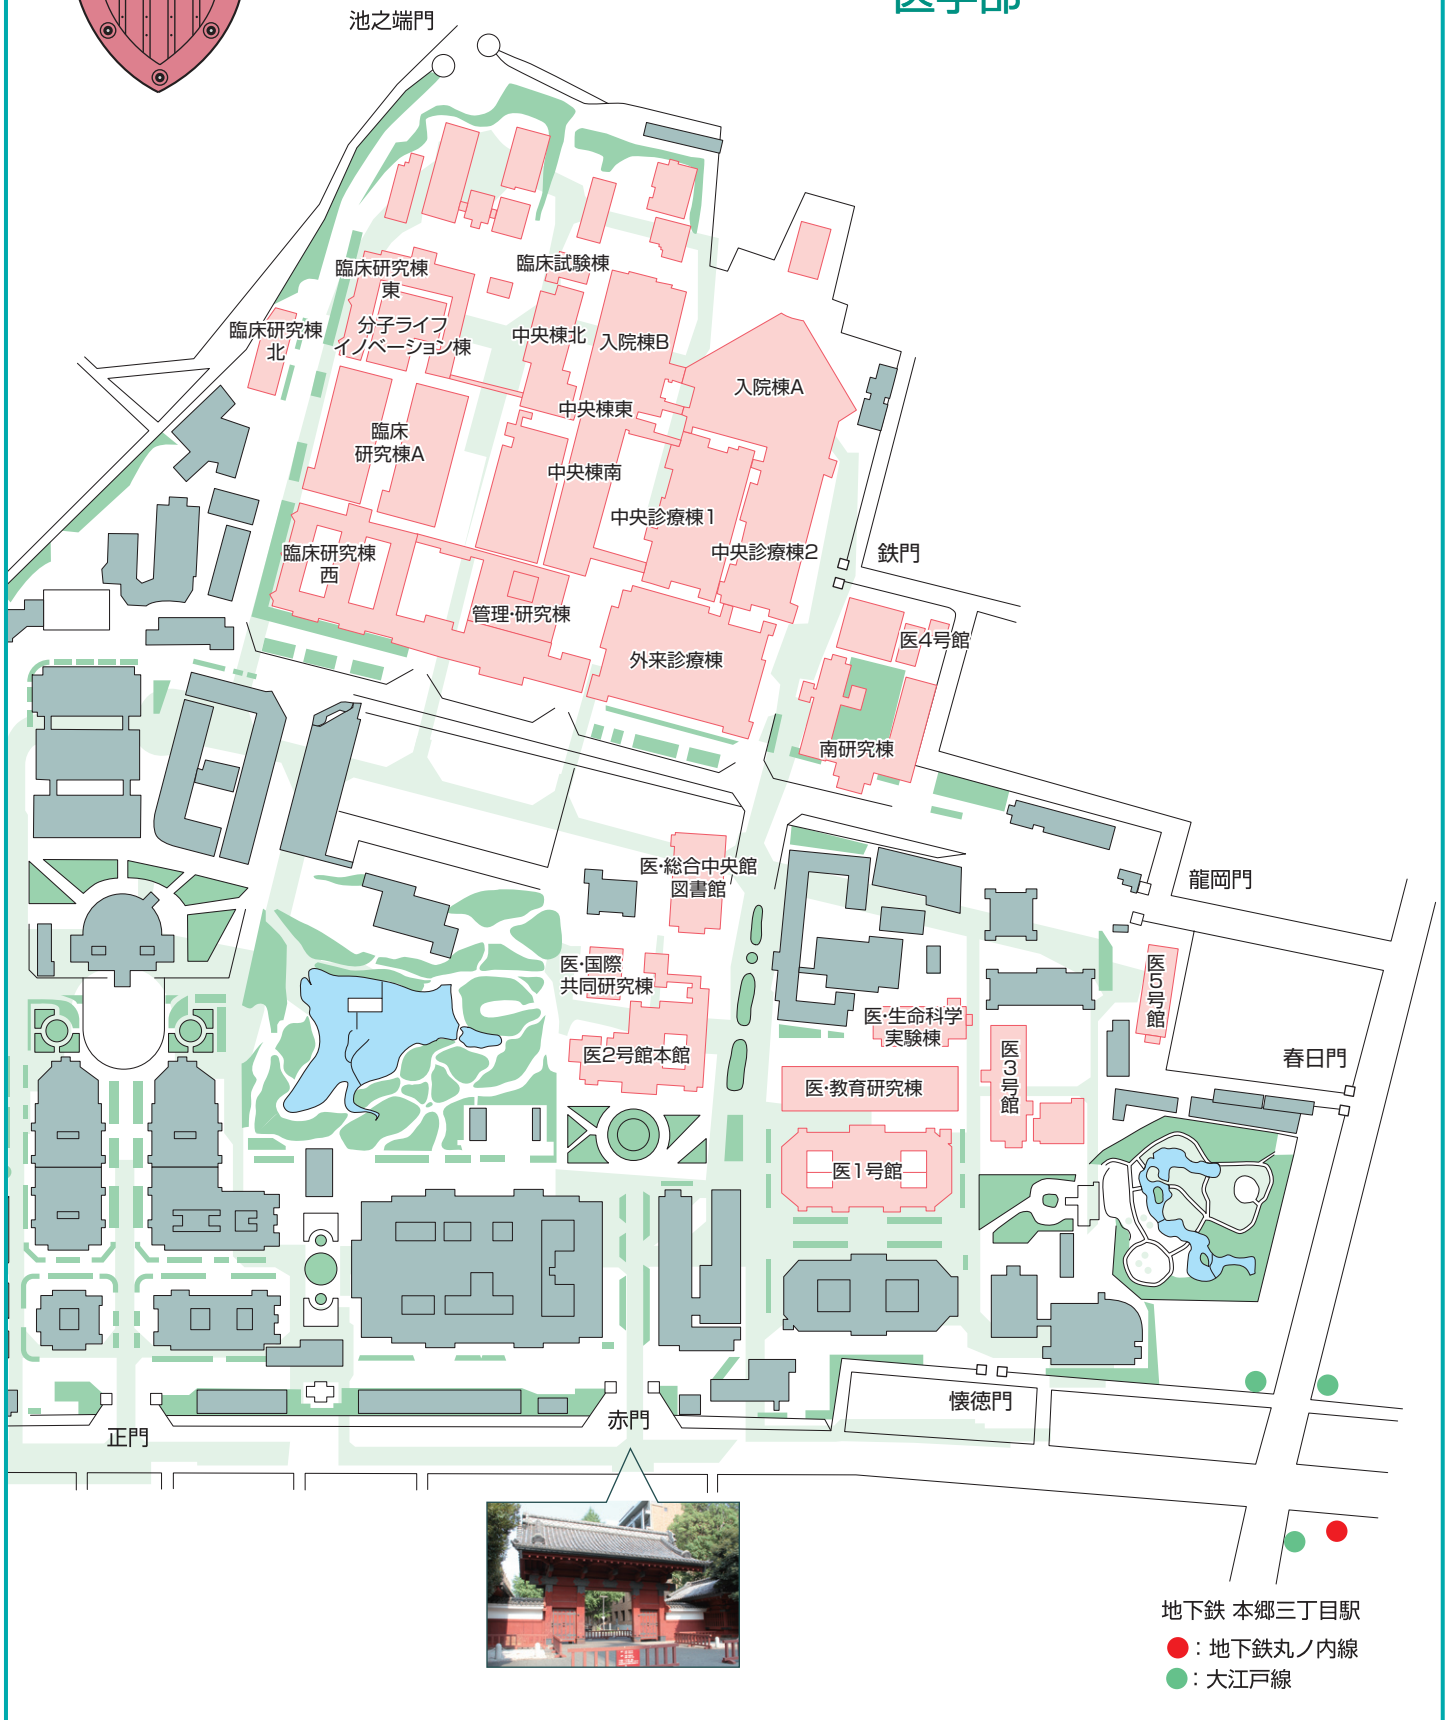 医学部
池之端門
臨床研究棟
東
臨床試験棟
臨床研究棟
北
分子ライフ
イノベーション棟
中央棟北
入院棟B
入院棟A
中央棟東
臨床
研究棟A
中央棟南
中央診療棟1
中央診療棟2
鉄門
臨床研究棟
西
管理・研究棟
医4号館
外来診療棟
南研究棟
医・総合中央館
図書館
龍岡門
医・国際
共同研究棟
医5号館
医・生命科学
実験棟
医2号館本館
医3号館
春日門
医・教育研究棟
医1号館
懐徳門
赤門
正門
地下鉄 本郷三丁目駅
：地下鉄丸ノ内線
：大江戸線